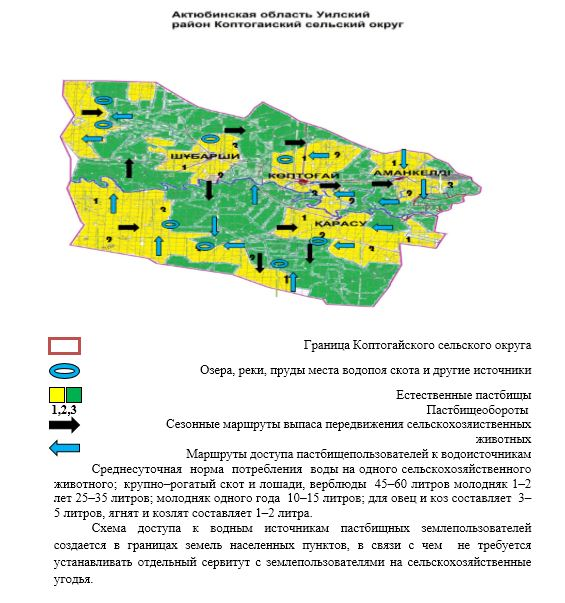 Актюбинская область Уилский
район Коптогаиский сельский округ
ШҰБАРШИ
КОПТОҒАЙ
АМАНКЕЛДІ
ҚАРАСУ
Граница Коптогайского сельского округа
Озера, реки, пруды места водопоя скота и другие источники
Естественные пастбищы
1,2,3 Пастбищеобороты
Сезонные маршруты выпаса передвижения сельскохозяиственных
животных
Маршруты доступа пастбищепользователей к водоисточникам
Среднесуточная норма потребления воды на одного сельскохозяйственного
животного; крупно–рогатый скот и лошади, верблюды 45–60 литров молодняк 1–2
лет 25–35 литров; молодняк одного года 10–15 литров; для овец и коз составляет 3–
5 литров, ягнят и козлят составляет 1–2 литра.
Схема доступа к водным источникам пастбищных землепользователей
создается в границах земель населенных пунктов, в связи с чем не требуется
устанавливать отдельный сервитут с землепользователями на сельскохозяйственные
угодья.